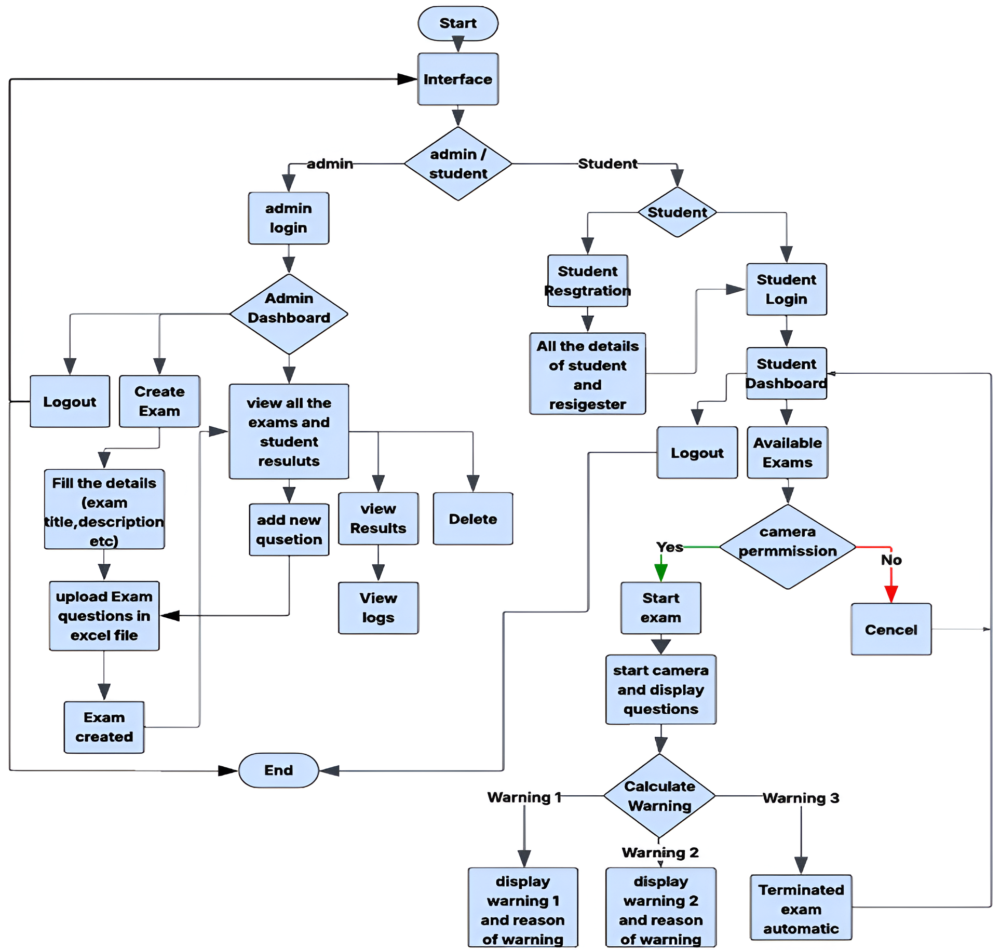 Start
Interface
admin /
student
admin
Student
admin
login
Student
Student
Resgtration
Student
Login
Admin
Dashboard
All the details
of student
and
resigester
Student
Dashboard
Logout
Create
Exam
view all the
exams and
student
resuluts
Logout
Available
Exams
Fill the details
(exam
title,description
etc)
add new
qusetion
view
Results
Delete
camera
permmission
Yes
No
upload Exam
questions in
excel file
View
logs
Start
exam
Cencel
start camera
and display
questions
Exam
created
End
Calculate
Warning
Warning 1
Warning 3
Warning 2
display
warning 1
and reason
of warning
display
warning 2
and reason
of warning
Terminated
exam
automatic